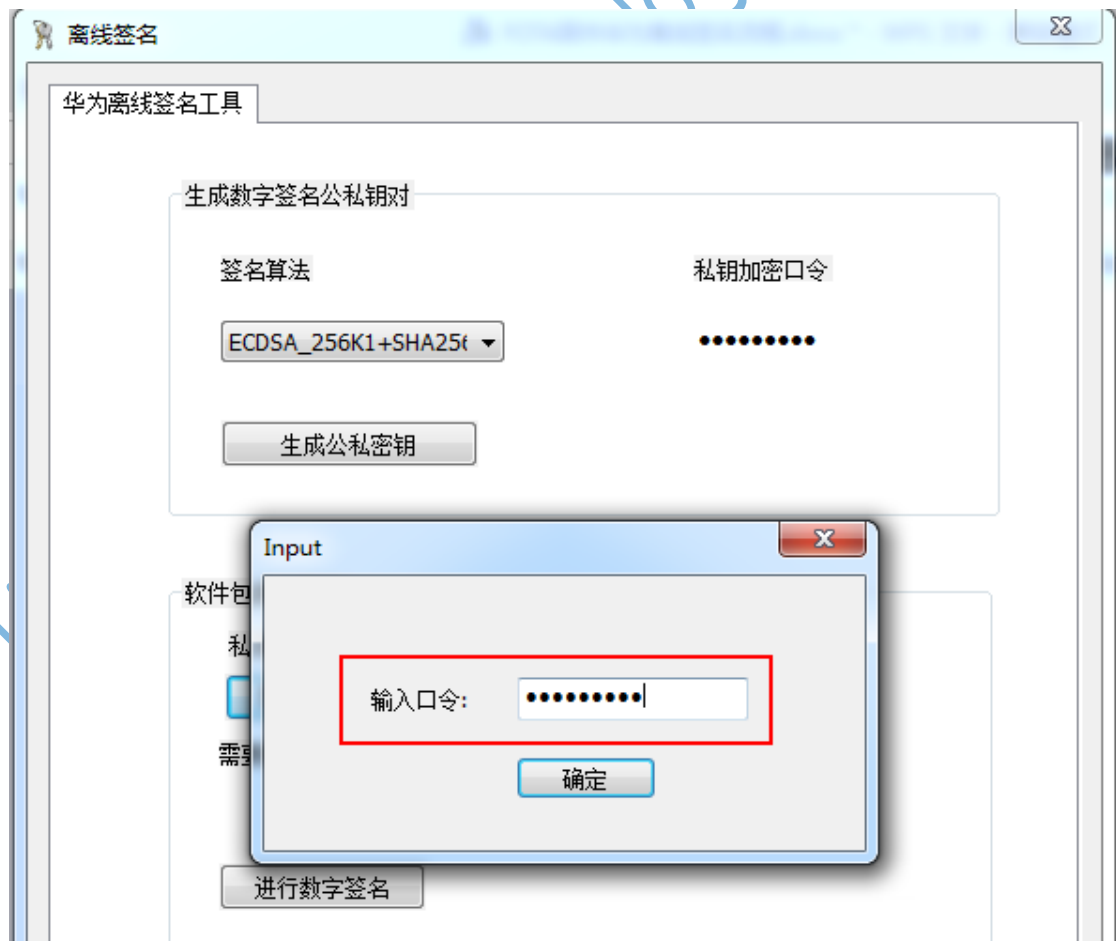 离线签名
华为离线签名工具
生成数字签名公私钥对
签名算法 私钥加密口令
ECDSA_256K1+SHA256 •••••••••
生成公私密钥
Input
软件包
私
输入口令: •••••••••
需要
确定
进行数字签名